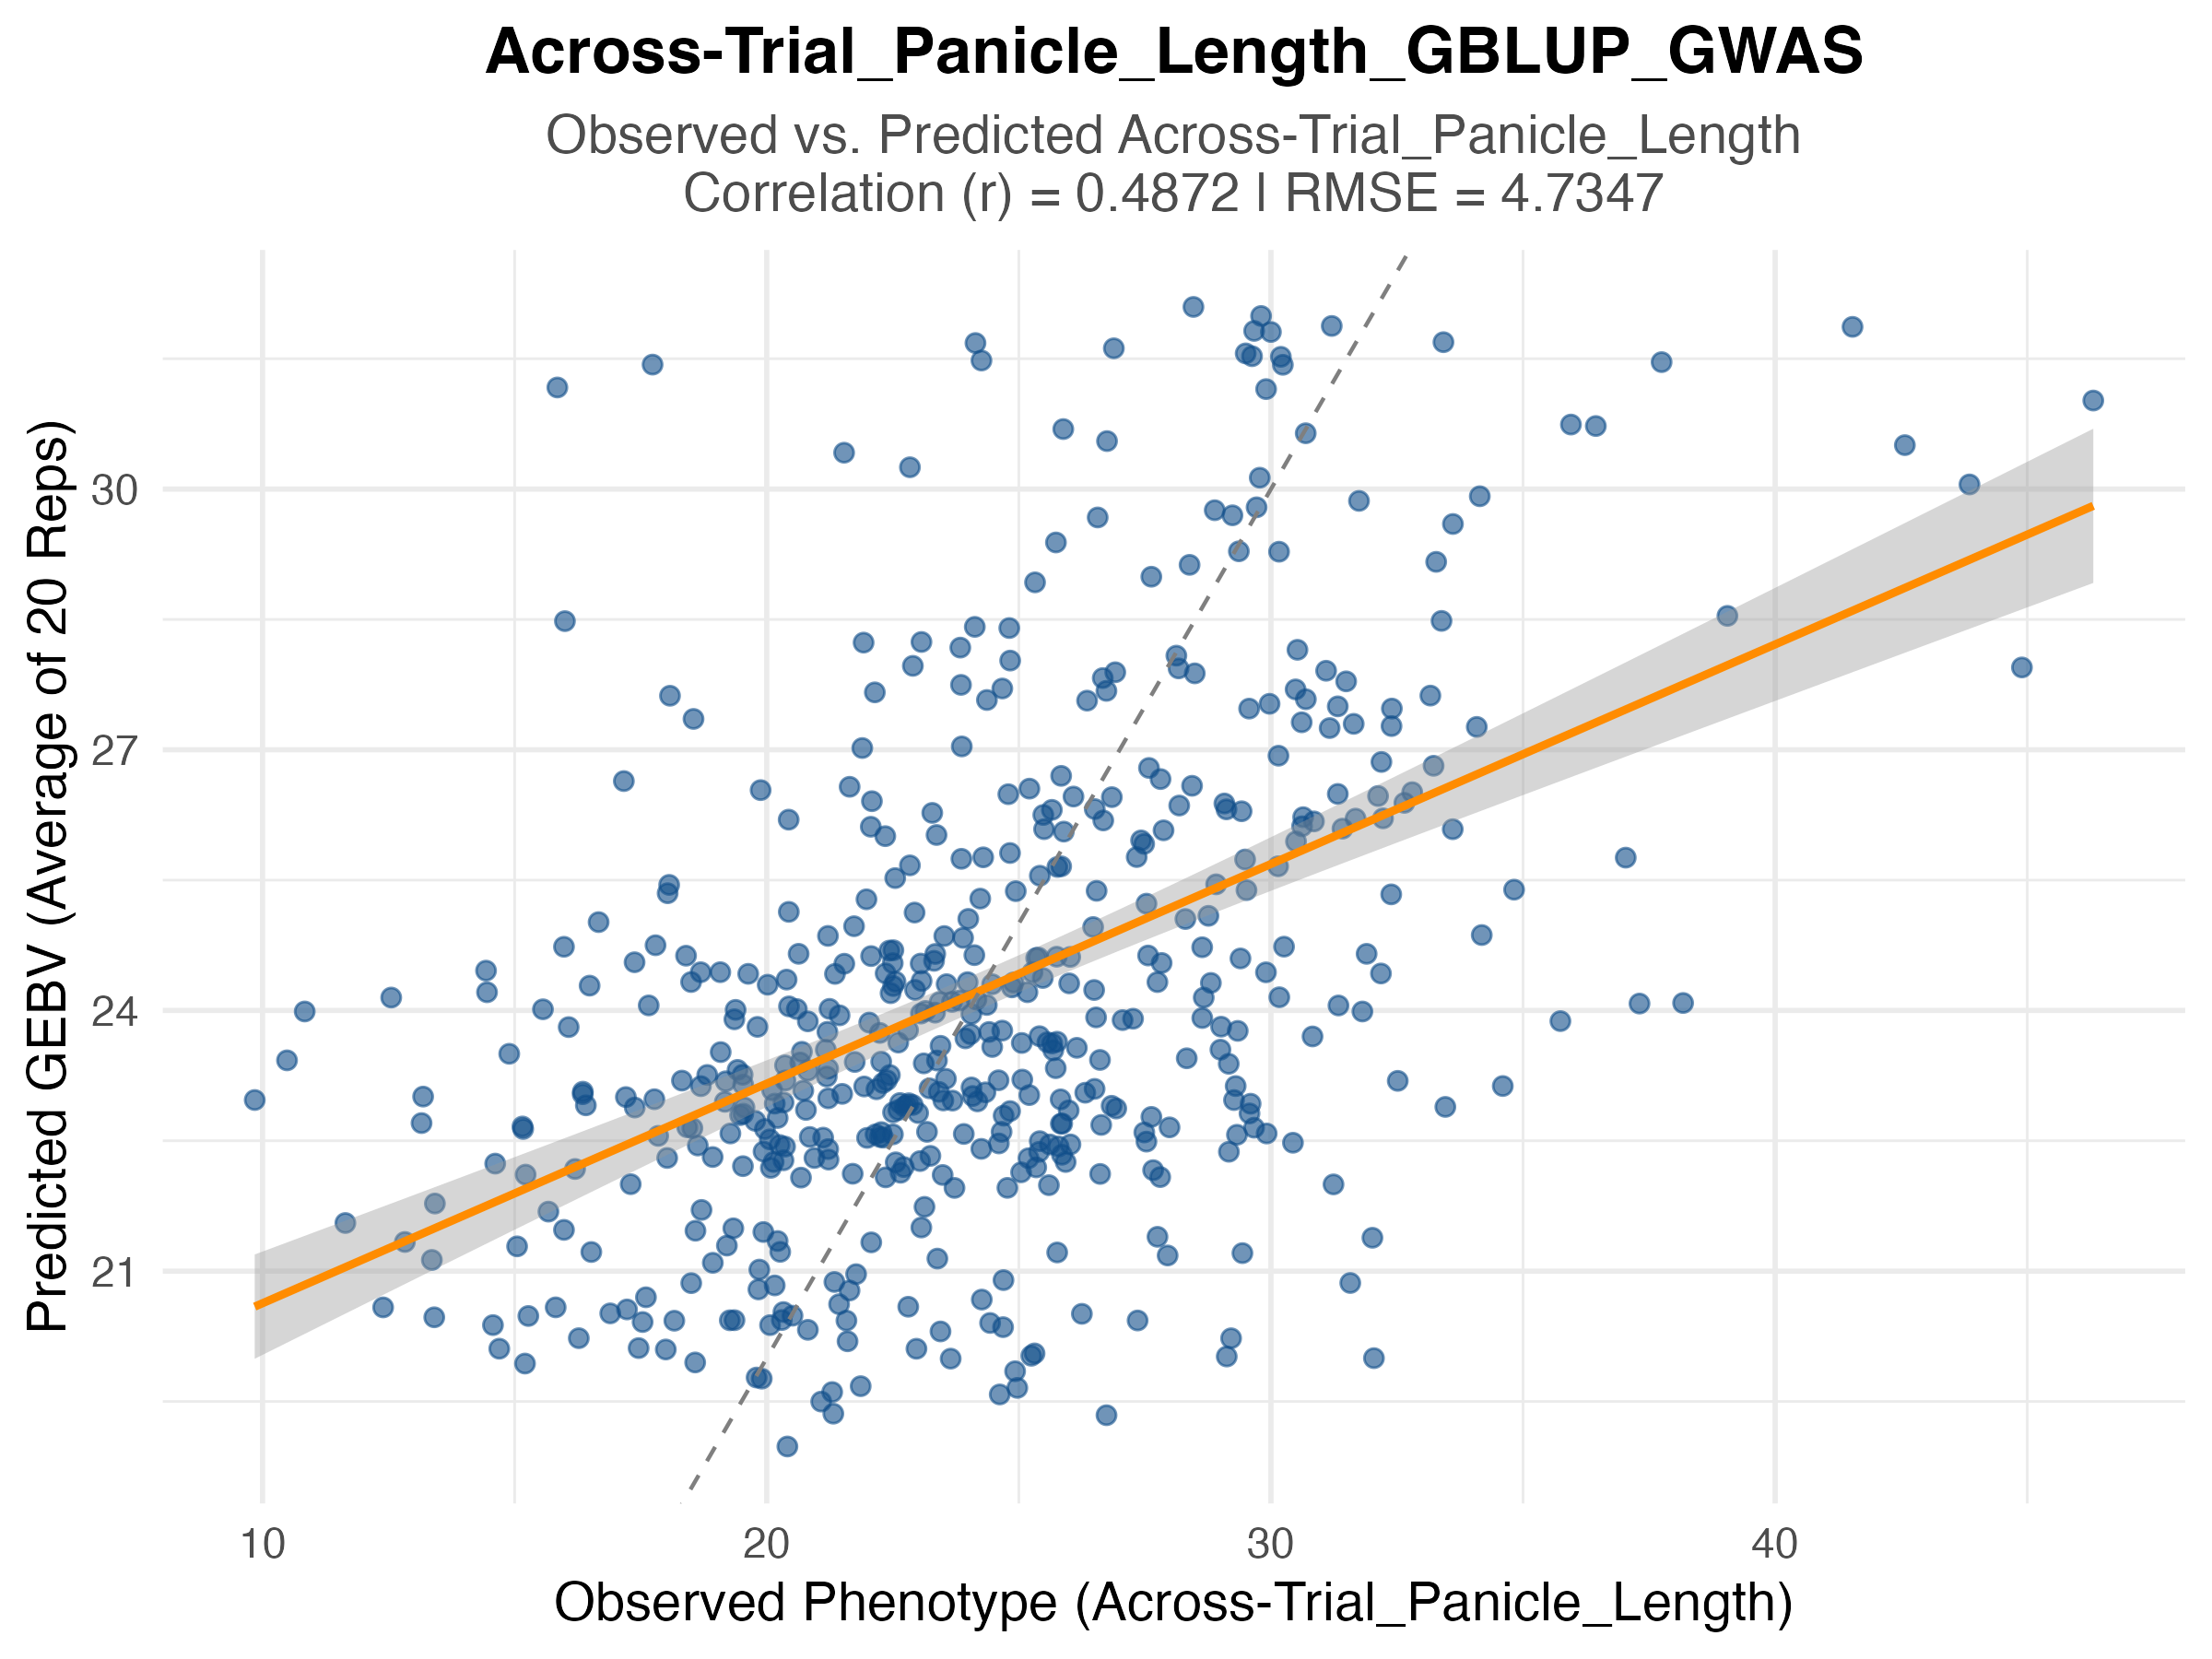 Across-Trial_Panicle_Length_GBLUP_GWAS
Observed vs. Predicted Across-Trial_Panicle_Length
Correlation (r) = 0.4872 | RMSE = 4.7347
Predicted GEBV (Average of 20 Reps)
30
27
24
21
10
20
30
40
Observed Phenotype (Across-Trial_Panicle_Length)